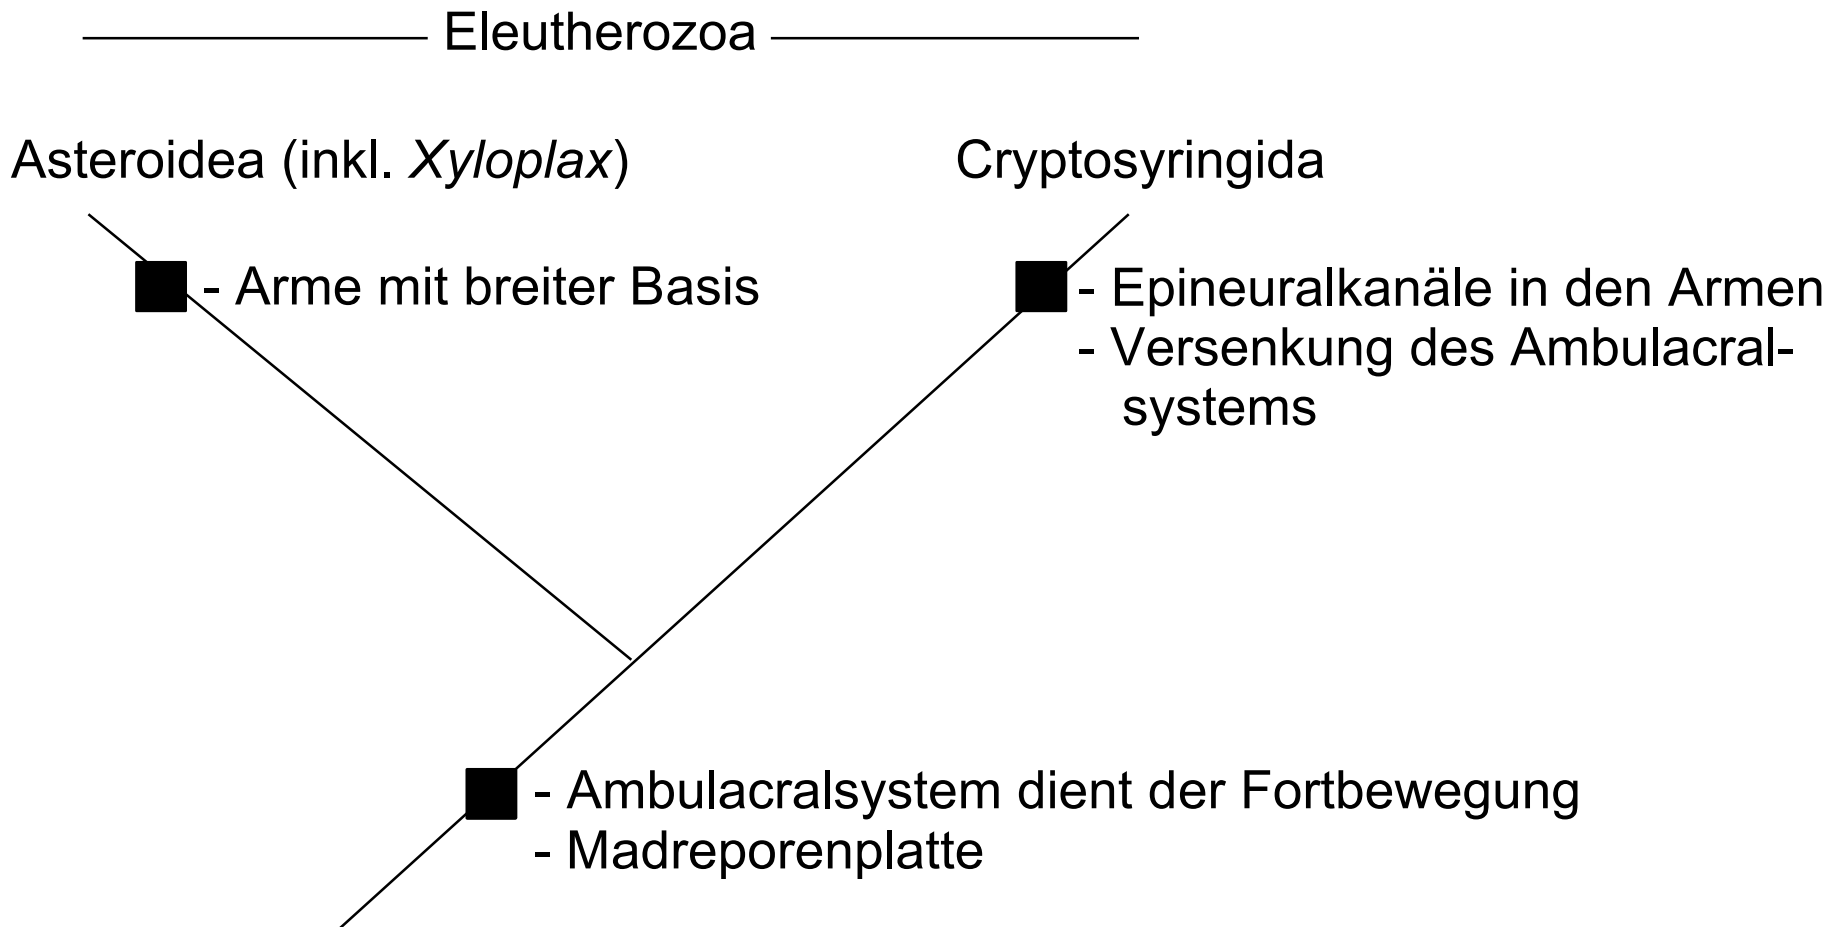 Eleutherozoa
Asteroidea (inkl. Xyloplax)
Cryptosyringida
- Arme mit breiter Basis
- Epineuralkanäle in den Armen
- Versenkung des Ambulacral-
systems
- Ambulacralsystem dient der Fortbewegung
- Madreporenplatte